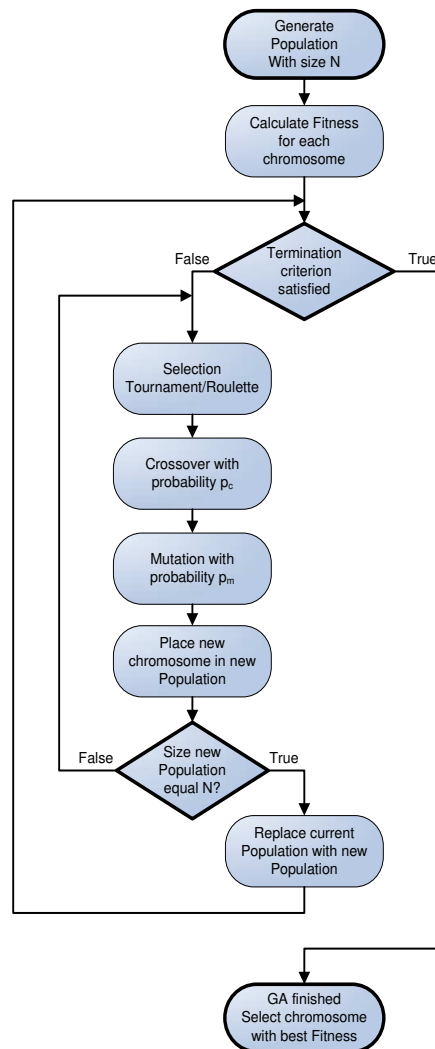 Generate
Population
With size N
Calculate Fitness
for each
chromosome
False
True
Termination
criterion
satisfied
Selection
Tournament/Roulette
Crossover with
probability pc
Mutation with
probability pm
Place new
chromosome in new
Population
False
True
Size new
Population
equal N?
Replace current
Population with new
Population
GA finished
Select chromosome
with best Fitness